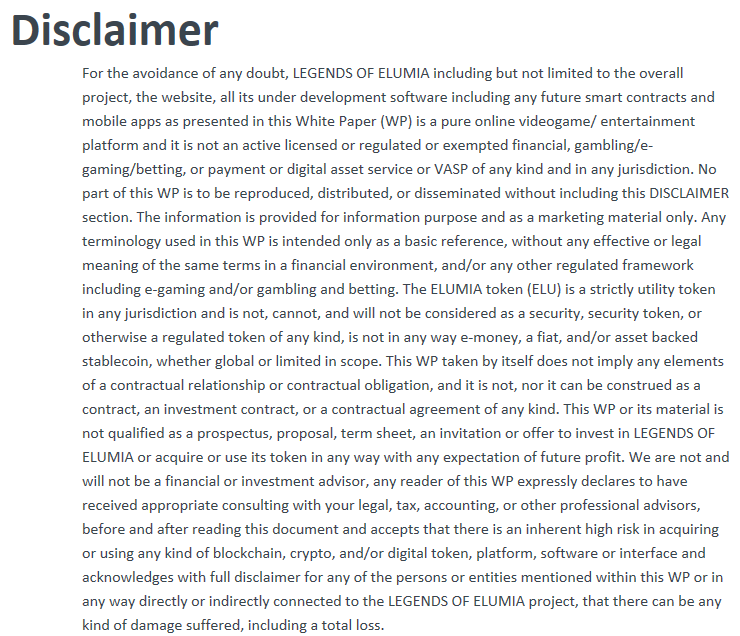 Disclaimer
For the avoidance of any doubt, LEGENDS OF ELUMIA including but not limited to the overall
project, the website, all its under development software including any future smart contracts and
mobile apps as presented in this White Paper (WP) is a pure online videogame/ entertainment
platform and it is not an active licensed or regulated or exempted financial, gambling/e-
gaming/betting, or payment or digital asset service or VASP of any kind and in any jurisdiction. No
part of this WP is to be reproduced, distributed, or disseminated without including this DISCLAIMER
section. The information is provided for information purpose and as a marketing material only. Any
terminology used in this WP is intended only as a basic reference, without any effective or legal
meaning of the same terms in a financial environment, and/or any other regulated framework
including e-gaming and/or gambling and betting. The ELUMIA token (ELU) is a strictly utility token
in any jurisdiction and is not, cannot, and will not be considered as a security, security token, or
otherwise a regulated token of any kind, is not in any way e-money, a fiat, and/or asset backed
stablecoin, whether global or limited in scope. This WP taken by itself does not imply any elements
of a contractual relationship or contractual obligation, and it is not, nor it can be construed as a
contract, an investment contract, or a contractual agreement of any kind. This WP or its material is
not qualified as a prospectus, proposal, term sheet, an invitation or offer to invest in LEGENDS OF
ELUMIA or acquire or use its token in any way with any expectation of future profit. We are not and
will not be a financial or investment advisor, any reader of this WP expressly declares to have
received appropriate consulting with your legal, tax, accounting, or other professional advisors,
before and after reading this document and accepts that there is an inherent high risk in acquiring
or using any kind of blockchain, crypto, and/or digital token, platform, software or interface and
acknowledges with full disclaimer for any of the persons or entities mentioned within this WP or in
any way directly or indirectly connected to the LEGENDS OF ELUMIA project, that there can be any
kind of damage suffered, including a total loss.